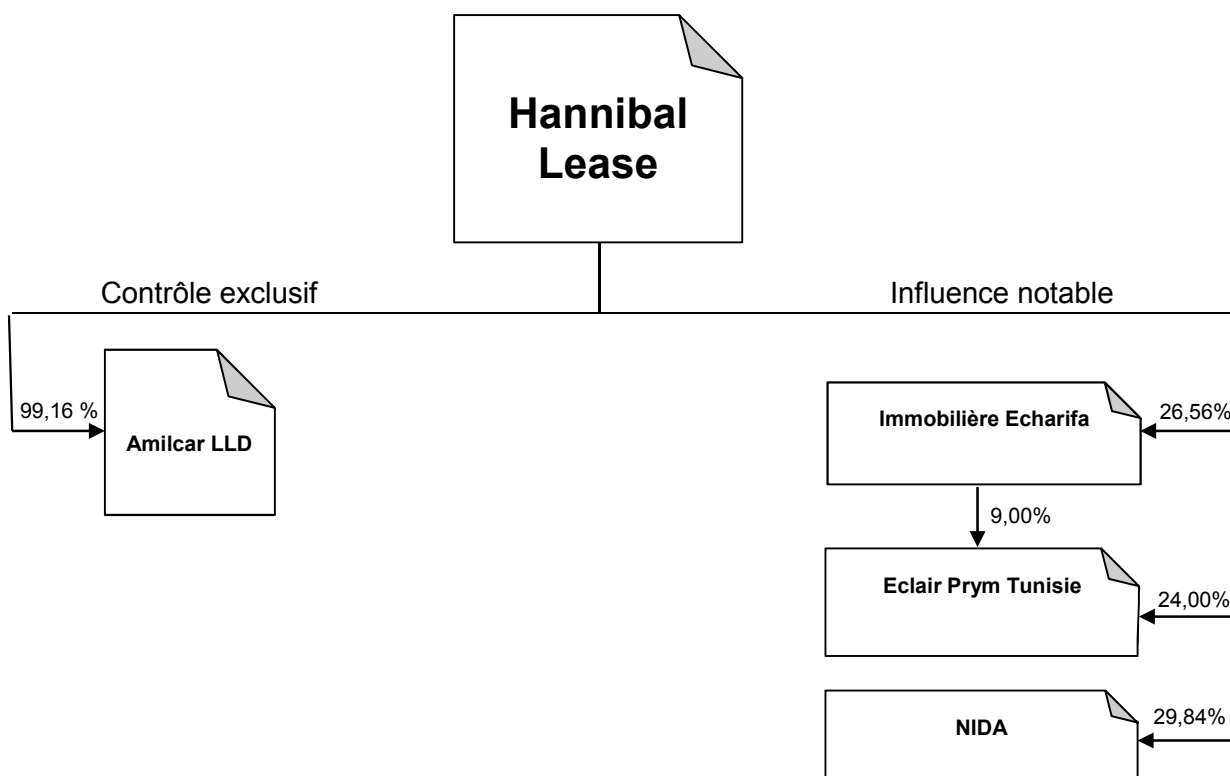 Hannibal
Lease
Contrôle exclusif
Influence notable
99,16 %
Amilcar LLD
Immobilière Echarifa
26,56%
9,00%
Eclair Prym Tunisie
24,00%
NIDA
29,84%